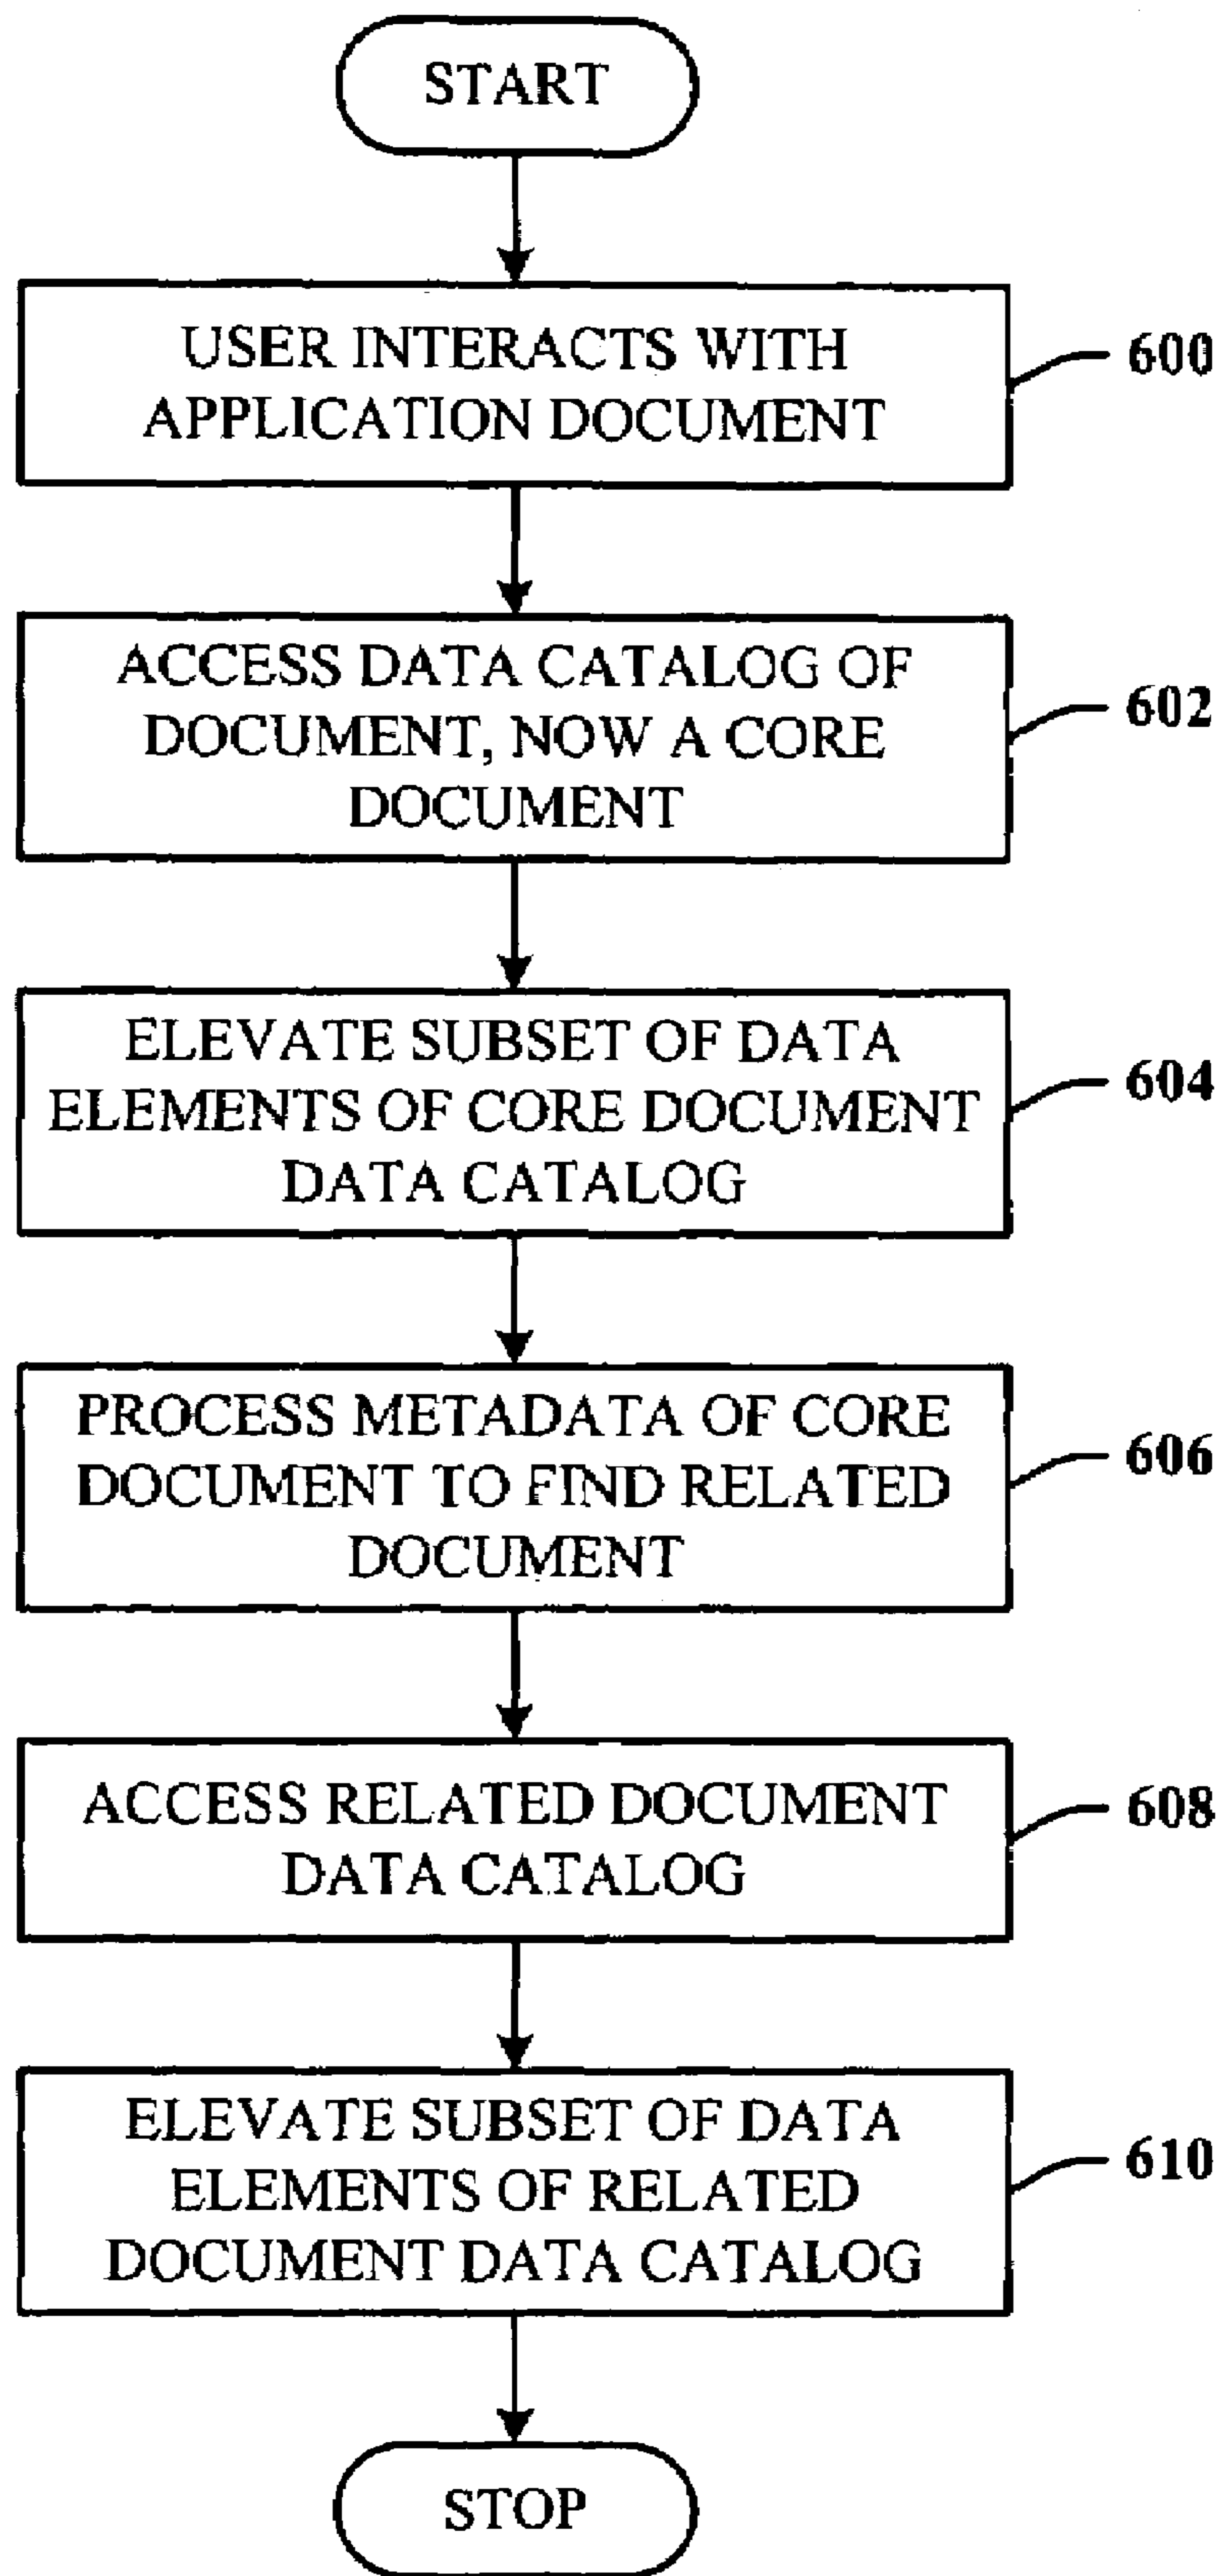 START
USER INTERACTS WITH
APPLICATION DOCUMENT
600
ACCESS DATA CATALOG OF
DOCUMENT, NOW A CORE
DOCUMENT
602
ELEVATE SUBSET OF DATA
ELEMENTS OF CORE DOCUMENT
DATA CATALOG
604
PROCESS METADATA OF CORE
DOCUMENT TO FIND RELATED
DOCUMENT
606
ACCESS RELATED DOCUMENT
DATA CATALOG
608
ELEVATE SUBSET OF DATA
ELEMENTS OF RELATED
DOCUMENT DATA CATALOG
610
STOP